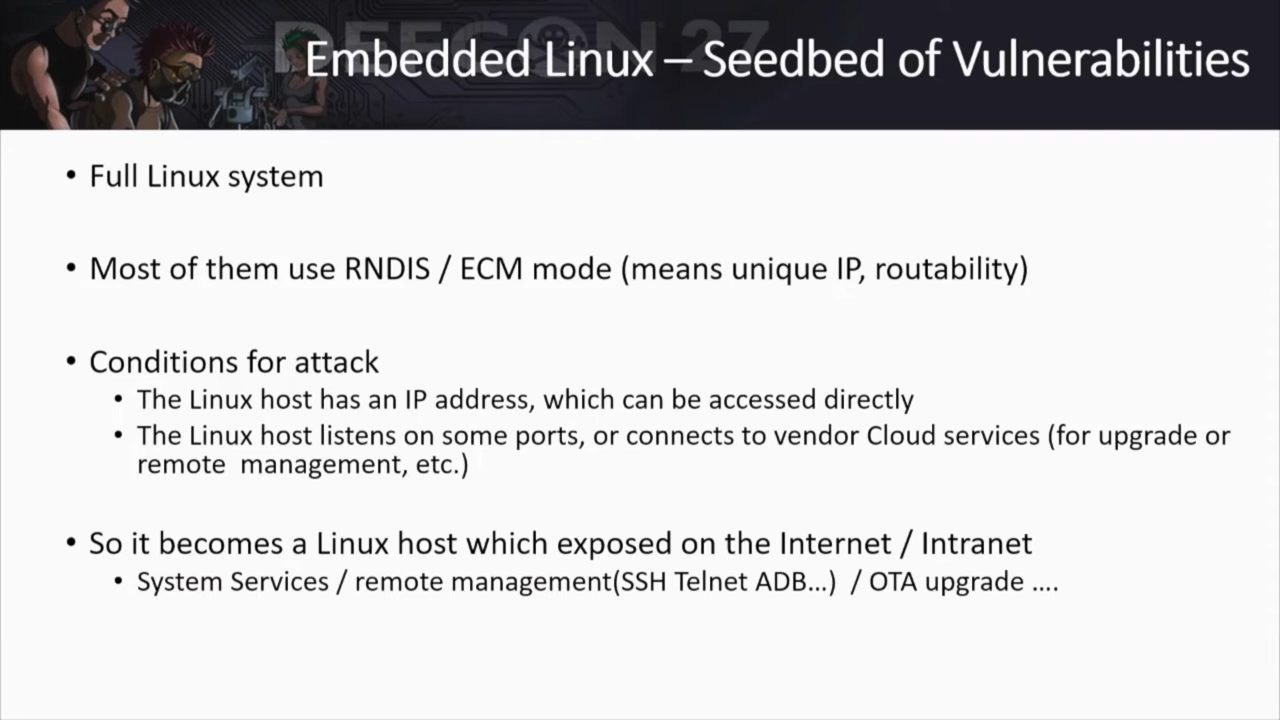 DEFCON 27
Embedded Linux – Seedbed of Vulnerabilities
• Full Linux system
• Most of them use RNDIS / ECM mode (means unique IP, routability)
• Conditions for attack
• The Linux host has an IP address, which can be accessed directly
• The Linux host listens on some ports, or connects to vendor Cloud services (for upgrade or
remote  management, etc.)
• So it becomes a Linux host which exposed on the Internet / Intranet
• System Services / remote management(SSH Telnet ADB…)  / OTA upgrade ....